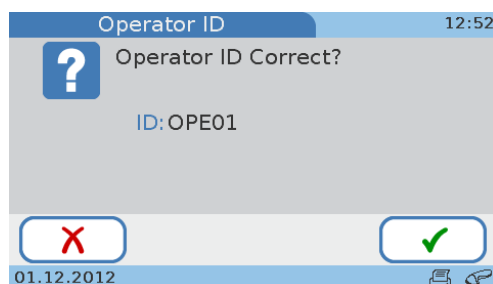 Operator ID 12:52
Operator ID Correct?
ID: OPE01
01.12.2012